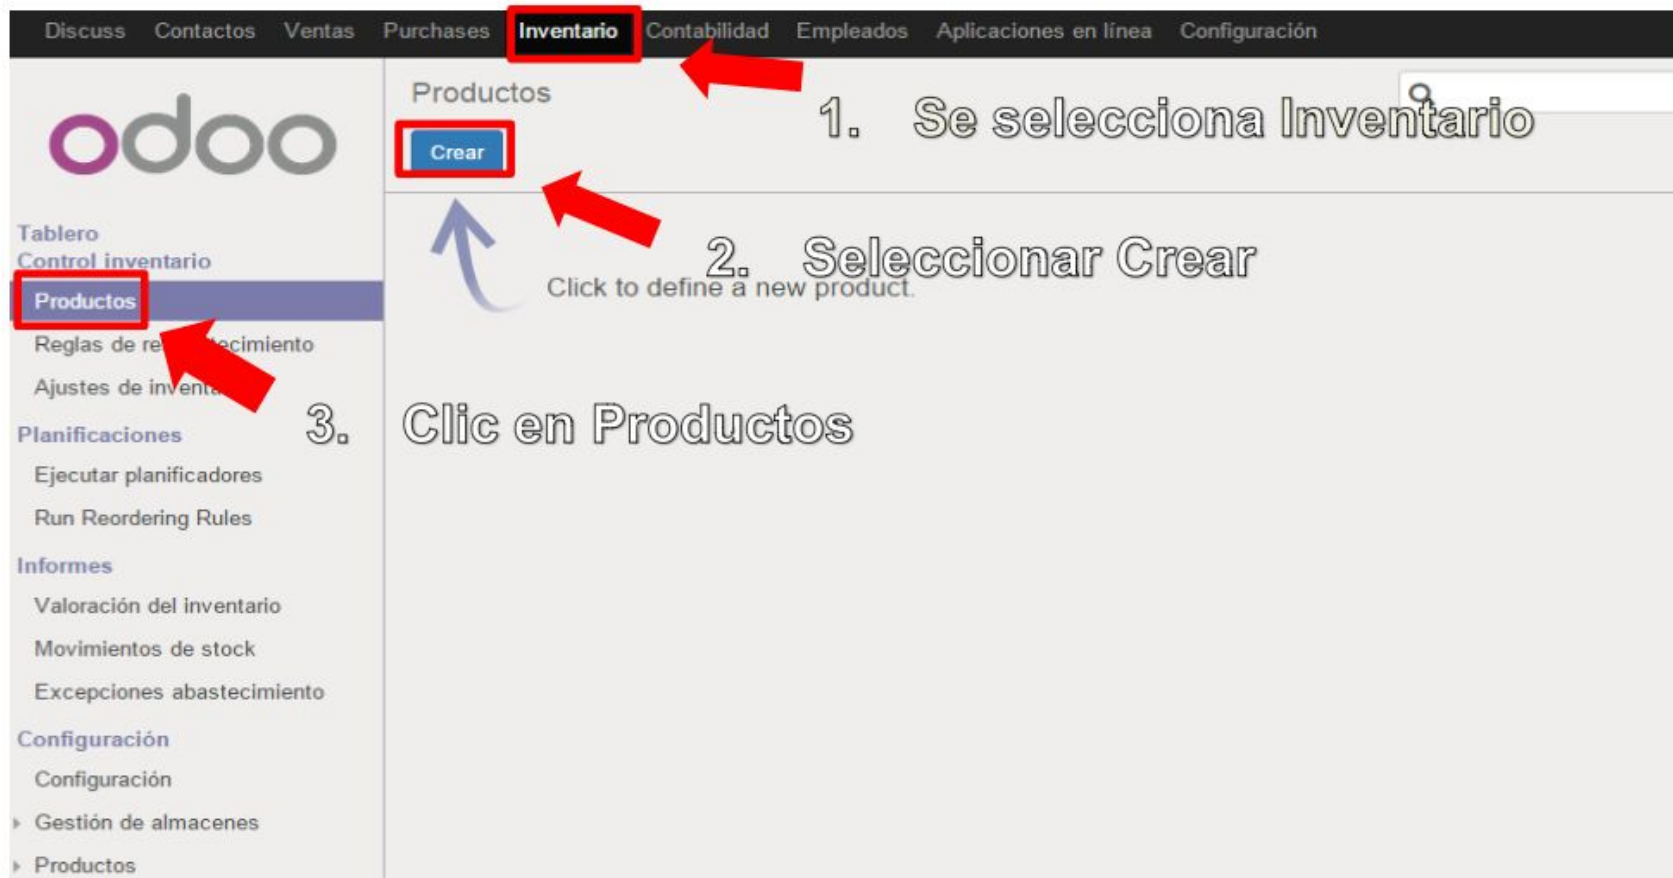 Discuss Contactos Ventas Purchases Inventario Contabilidad Empleados Aplicaciones en línea Configuración
odoo
Productos
Crear
1. Se selecciona Inventario
2. Seleccionar Crear
Click to define a new product.
3. Clic en Productos
Tablero
Control inventario
Productos
Reglas de
Ajustes de
Planificaciones
Ejecutar planificadores
Run Reordering Rules
Informes
Valoración del inventario
Movimientos de stock
Excepciones abastecimiento
Configuración
Configuración
Gestión de almacenes
Productos